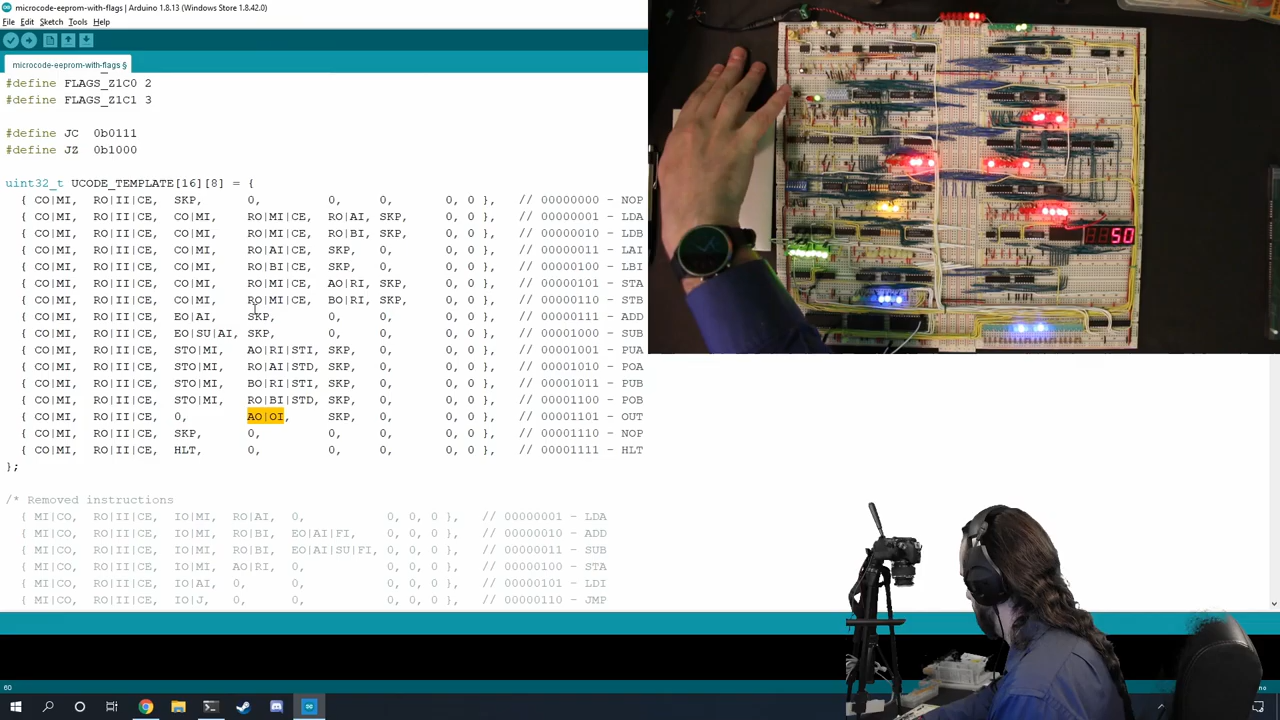 microcode-eeprom-with-flags | Arduino 1.8.13 (Windows Store 1.8.42.0)
File Edit Sketch Tools Help
microcode-eeprom-with-flags §
#define FLAGS_Z1C0 2
#define FLAGS_Z1C1 3
#define JC 0b0111
#define JZ 0b1000
uint32_t UCODE_TEMPLATE[16][8] = {
{ CO|MI, RO|II|CE, SKP, 0, 0, 0, 0, 0 }, // 00000000 - NOP
{ CO|MI, RO|II|CE, CO|MI, RO|MI|CE, RO|AI, SKP, 0, 0 }, // 00000001 - LDA
{ CO|MI, RO|II|CE, CO|MI, RO|MI|CE, RO|BI, SKP, 0, 0 }, // 00000010 - LDB
{ CO|MI, RO|II|CE, CO|MI, RO|AI|CE, SKP, 0, 0, 0 }, // 00000011 - LAI
{ CO|MI, RO|II|CE, CO|MI, RO|BI|CE, SKP, 0, 0, 0 }, // 00000100 - LBI
{ CO|MI, RO|II|CE, CO|MI, RO|MI|CE, AO|RI, SKP, 0, 0 }, // 00000101 - STA
{ CO|MI, RO|II|CE, CO|MI, RO|MI|CE, BO|RI, SKP, 0, 0 }, // 00000110 - STB
{ CO|MI, RO|II|CE, EO|AI, SKP, 0, 0, 0, 0 }, // 00000111 - ADD
{ CO|MI, RO|II|CE, EO|SU|AI, SKP, 0, 0, 0, 0 }, // 00001000 - SUB
{ CO|MI, RO|II|CE, STO|MI, AO|RI|STI, SKP, 0, 0, 0 }, // 00001001 - PUA
{ CO|MI, RO|II|CE, STO|MI, RO|AI|STD, SKP, 0, 0, 0 }, // 00001010 - POA
{ CO|MI, RO|II|CE, STO|MI, BO|RI|STI, SKP, 0, 0, 0 }, // 00001011 - PUB
{ CO|MI, RO|II|CE, STO|MI, RO|BI|STD, SKP, 0, 0, 0 }, // 00001100 - POB
{ CO|MI, RO|II|CE, 0, AO|OI, SKP, 0, 0, 0 }, // 00001101 - OUT
{ CO|MI, RO|II|CE, SKP, 0, 0, 0, 0, 0 }, // 00001110 - NOP
{ CO|MI, RO|II|CE, HLT, 0, 0, 0, 0, 0 }, // 00001111 - HLT
};
/* Removed instructions
{ MI|CO, RO|II|CE, IO|MI, RO|AI, 0, 0, 0, 0 }, // 00000001 - LDA
{ MI|CO, RO|II|CE, IO|MI, RO|BI, EO|AI|FI, 0, 0, 0 }, // 00000010 - ADD
{ MI|CO, RO|II|CE, IO|MI, RO|BI, EO|AI|SU|FI, 0, 0, 0 }, // 00000011 - SUB
{ MI|CO, RO|II|CE, IO|MI, AO|RI, 0, 0, 0, 0 }, // 00000100 - STA
{ MI|CO, RO|II|CE, IO|AI, 0, 0, 0, 0, 0 }, // 00000101 - LDI
{ MI|CO, RO|II|CE, IO|J, 0, 0, 0, 0, 0 }, // 00000110 - JMP
50
60